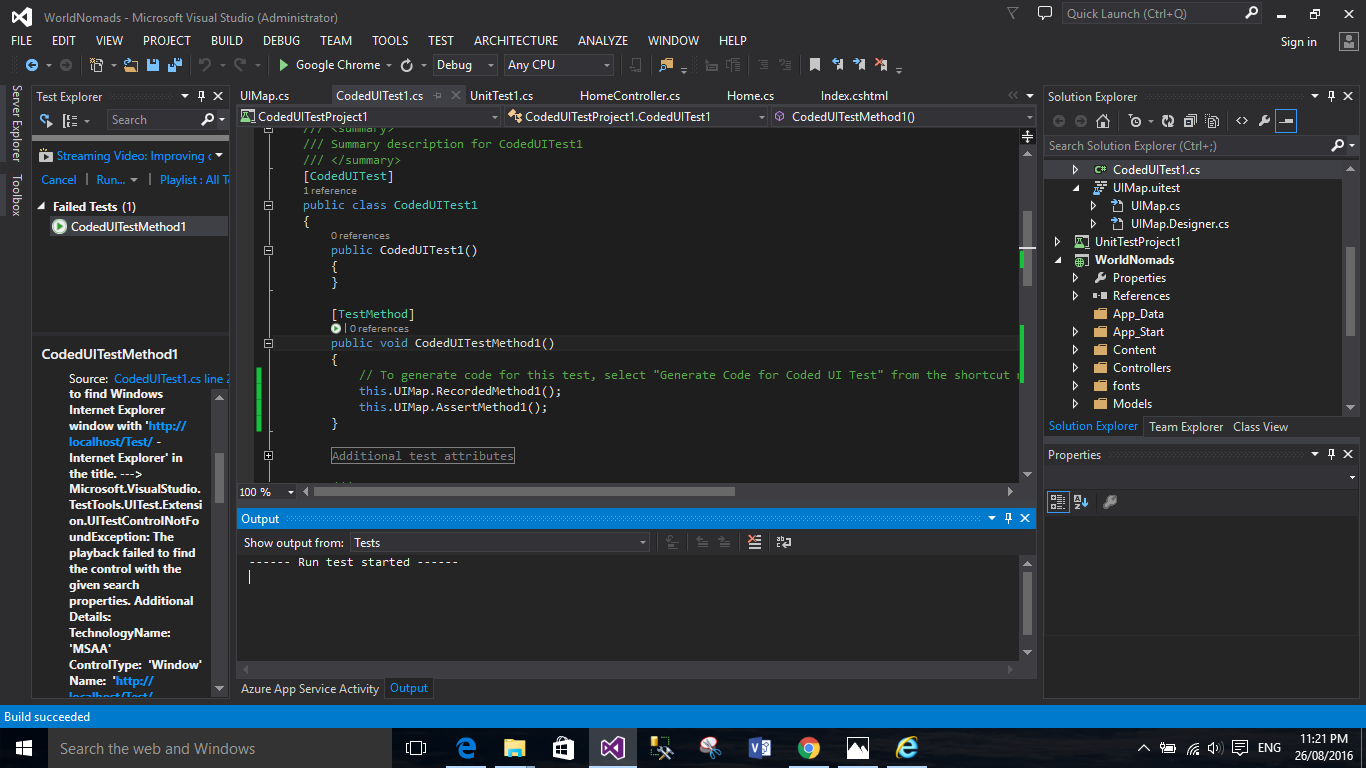 WorldNomads - Microsoft Visual Studio (Administrator)
Quick Launch (Ctrl+Q)
FILE EDIT VIEW PROJECT BUILD DEBUG TEAM TOOLS TEST ARCHITECTURE ANALYZE WINDOW HELP
Sign in
Google Chrome Debug Any CPU
Server Explorer
Toolbox
Test Explorer
Search
Streaming Video: Improving c
Cancel Run... Playlist : All T
Failed Tests (1)
CodedUITestMethod1
CodedUITestMethod1
Source: CodedUITest1.cs line 2
to find Windows
Internet Explorer
window with 'http://
localhost/Test/ -
Internet Explorer' in
the title. --->
Microsoft.VisualStudio.
TestTools.UITest.Extensi
on.UITestControlNotFo
undException: The
playback failed to find
the control with the
given search
properties. Additional
Details:
TechnologyName:
'MSAA'
ControlType: 'Window'
Name: 'http://
localhost/Test/
UIMap.cs CodedUITest1.cs UnitTest1.cs HomeController.cs Home.cs Index.cshtml
CodedUITestProject1 CodedUITestProject1.CodedUITest1 CodedUITestMethod1()
/// <summary>
/// Summary description for CodedUITest1
/// </summary>
[CodedUITest]
1 reference
public class CodedUITest1
{
0 references
public CodedUITest1()
{
}
[TestMethod]
| 0 references
public void CodedUITestMethod1()
{
// To generate code for this test, select "Generate Code for Coded UI Test" from the shortcut
this.UIMap.RecordedMethod1();
this.UIMap.AssertMethod1();
}
Additional test attributes
100 %
Output
Show output from: Tests
------ Run test started ------
Azure App Service Activity Output
Solution Explorer
Search Solution Explorer (Ctrl+;)
CodedUITest1.cs
UIMap.uitest
UIMap.cs
UIMap.Designer.cs
UnitTestProject1
WorldNomads
Properties
References
App_Data
App_Start
Content
Controllers
fonts
Models
Solution Explorer Team Explorer Class View
Properties
Build succeeded
Search the web and Windows
ENG
11:21 PM
26/08/2016